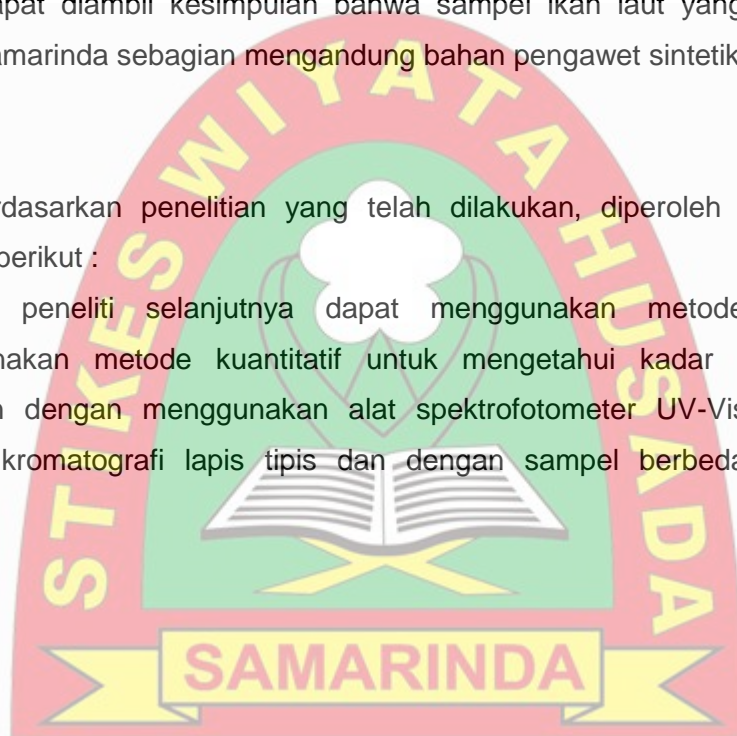 apat diambil kesimpulan bahwa sampel ikan laut yang
amarinda sebagian mengandung bahan pengawet sintetik
rdasarkan penelitian yang telah dilakukan, diperoleh
berikut :
peneliti selanjutnya dapat menggunakan metode
nakan metode kuantitatif untuk mengetahui kadar
n dengan menggunakan alat spektrofotometer UV-Vis
kromatografi lapis tipis dan dengan sampel berbeda
STIKES WIYATA HUSADA
SAMARINDA